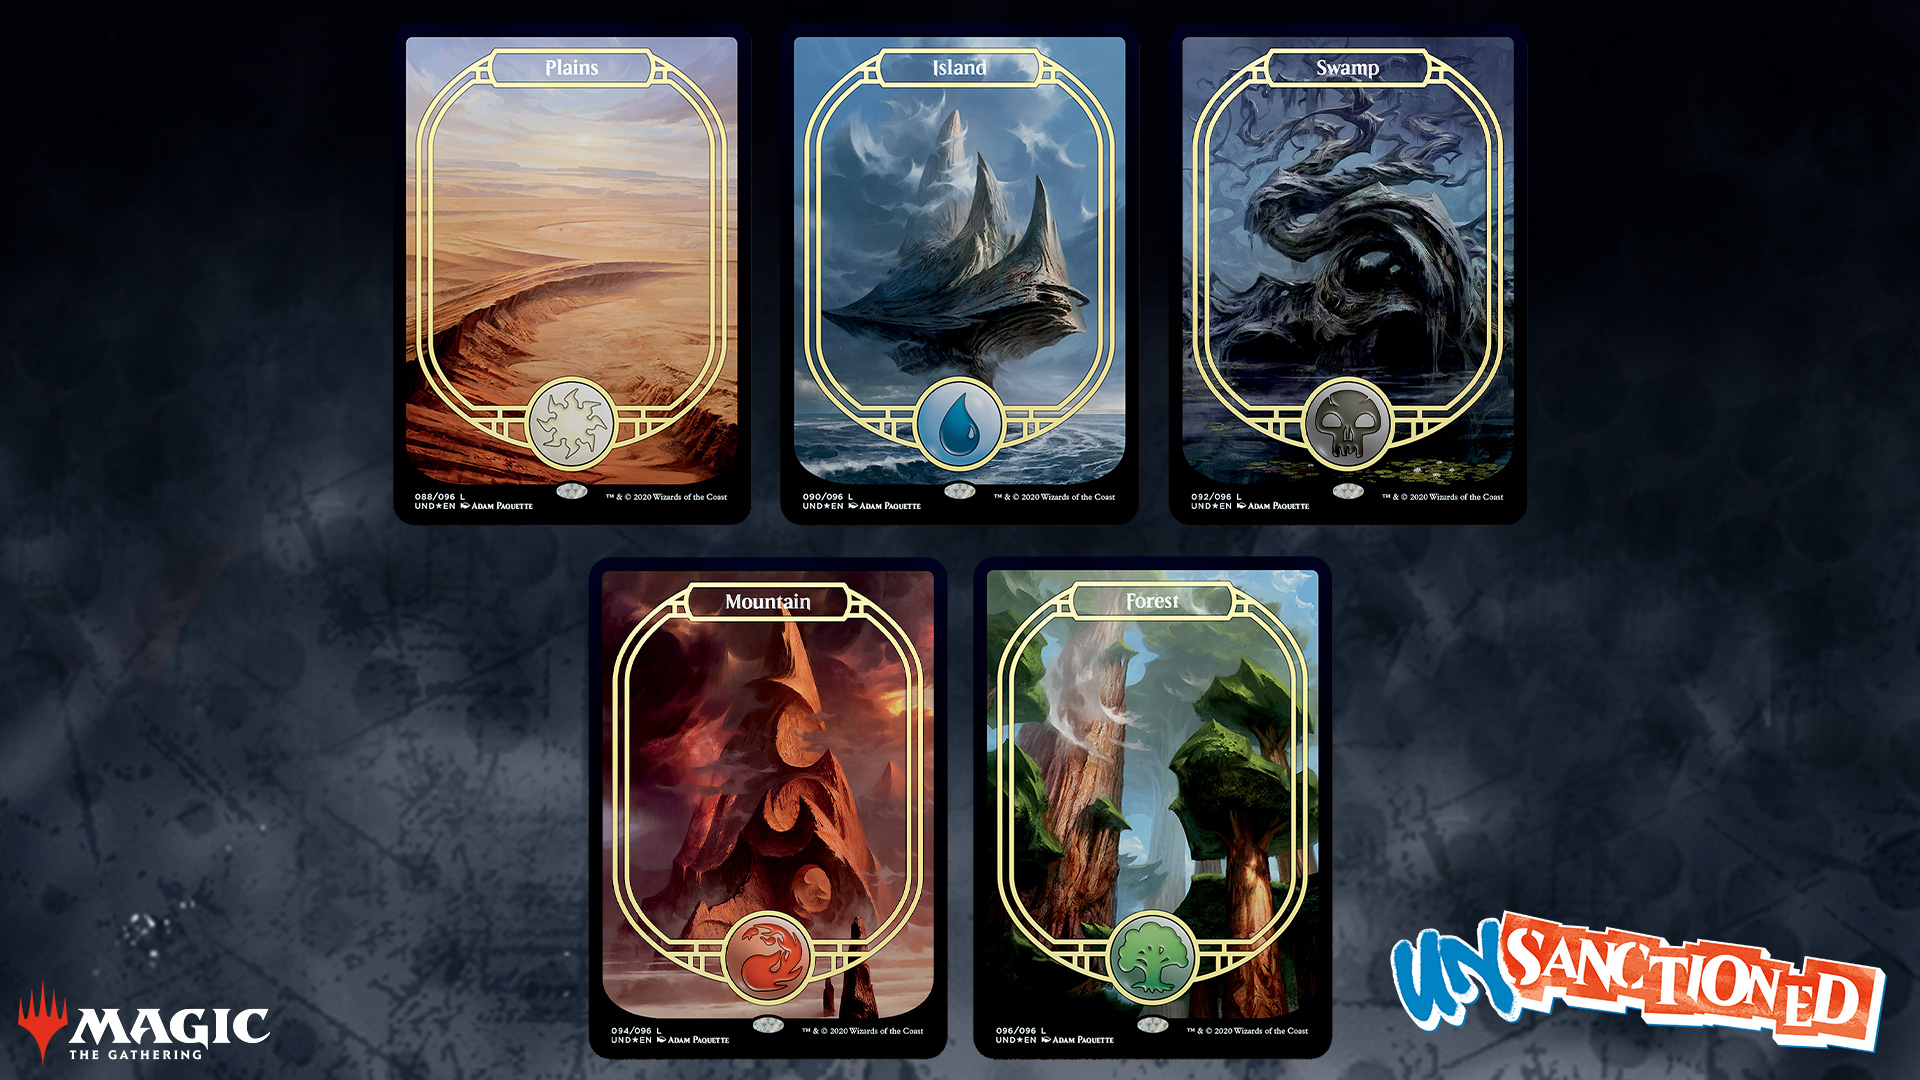 Plains
088/096 L
UND★EN Adam Paquette
™ & © 2020 Wizards of the Coast
Island
090/096 L
UND★EN Adam Paquette
™ & © 2020 Wizards of the Coast
Swamp
092/096 L
UND★EN Adam Paquette
™ & © 2020 Wizards of the Coast
Mountain
094/096 L
UND★EN Adam Paquette
™ & © 2020 Wizards of the Coast
Forest
096/096 L
UND★EN Adam Paquette
™ & © 2020 Wizards of the Coast
MAGIC
THE GATHERING
UNSANCTIONED